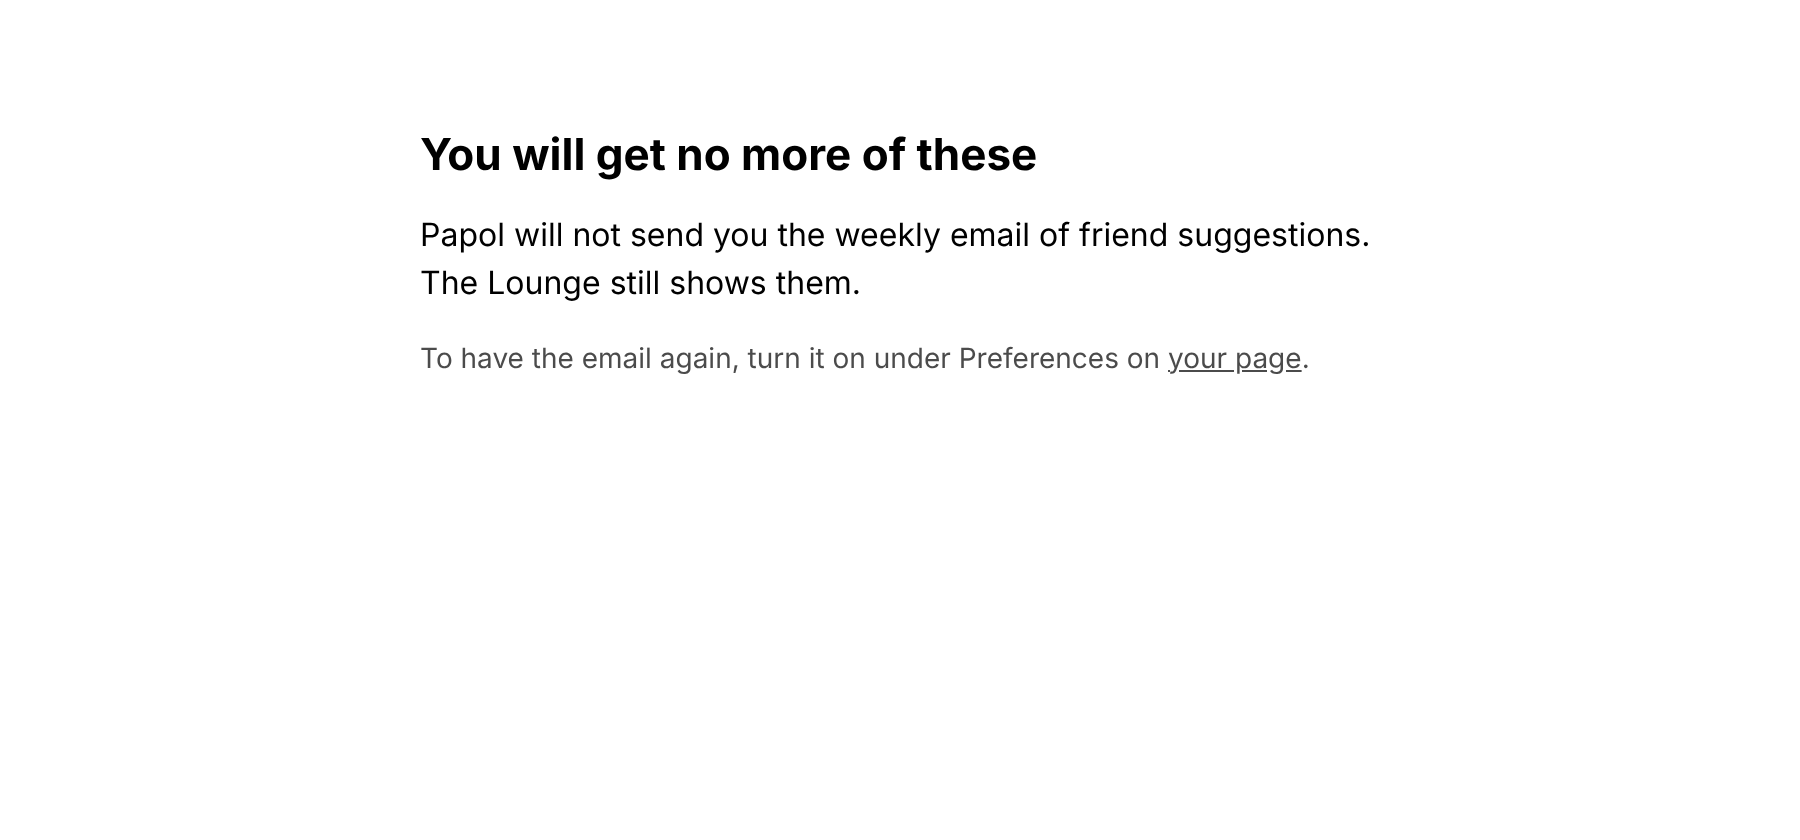 You will get no more of these
Papol will not send you the weekly email of friend suggestions.
The Lounge still shows them.
To have the email again, turn it on under Preferences on your page.